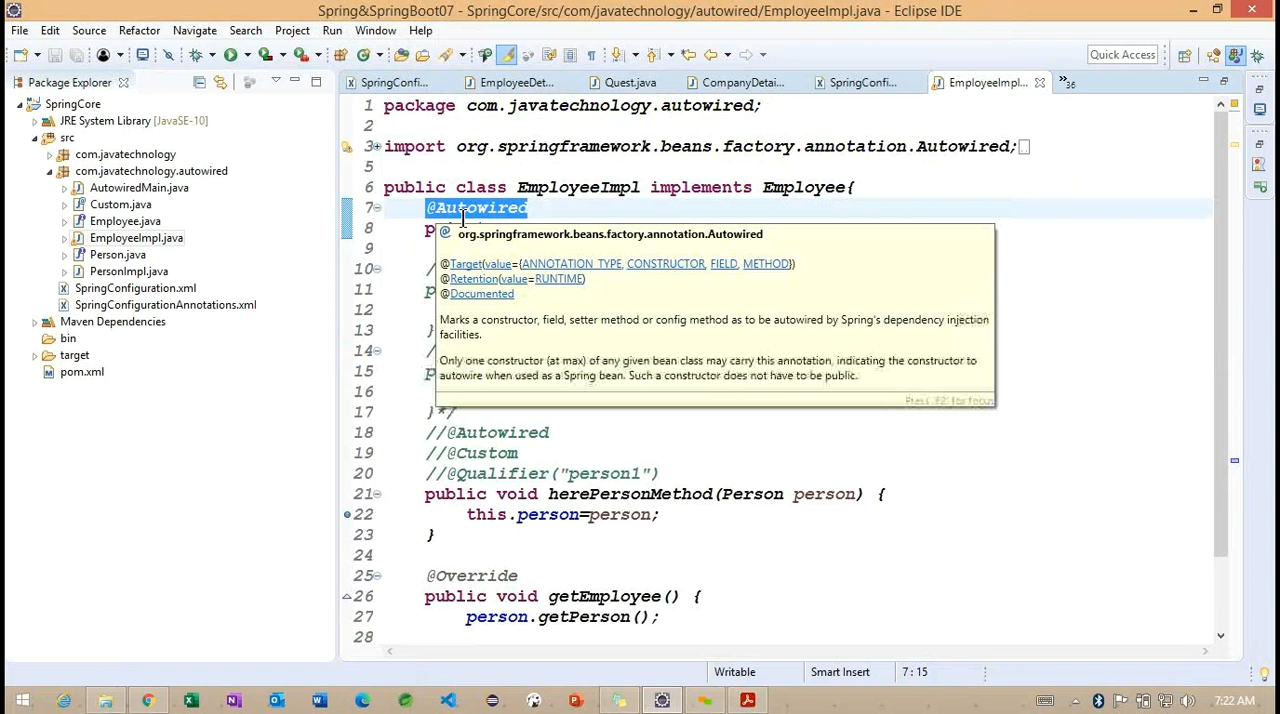 Spring&SpringBoot07 - SpringCore/src/com/javatechnology/autowired/EmployeeImpl.java - Eclipse IDE
File Edit Source Refactor Navigate Search Project Run Window Help
Quick Access
Package Explorer
SpringConfi... EmployeeDet... Quest.java CompanyDetai... SpringConfi... EmployeeImpl... »36
SpringCore
JRE System Library [JavaSE-10]
src
com.javatechnology
com.javatechnology.autowired
AutowiredMain.java
Custom.java
Employee.java
EmployeeImpl.java
Person.java
PersonImpl.java
SpringConfiguration.xml
SpringConfigurationAnnotations.xml
Maven Dependencies
bin
target
pom.xml
1 package com.javatechnology.autowired;
2
3 import org.springframework.beans.factory.annotation.Autowired;
5
6 public class EmployeeImpl implements Employee{
7 @Autowired
8 p
9
10 /
11 p
12
13 }
14 /
15 p
16
17 }*/
18 //@Autowired
19 //@Custom
20 //@Qualifier("person1")
21 public void herePersonMethod(Person person) {
22 this.person=person;
23 }
24
25 @Override
26 public void getEmployee() {
27 person.getPerson();
28
@ org.springframework.beans.factory.annotation.Autowired
@Target(value={ANNOTATION_TYPE, CONSTRUCTOR, FIELD, METHOD})
@Retention(value=RUNTIME)
@Documented
Marks a constructor, field, setter method or config method as to be autowired by Spring's dependency injection
facilities.
Only one constructor (at max) of any given bean class may carry this annotation, indicating the constructor to
autowire when used as a Spring bean. Such a constructor does not have to be public.
Press 'F2' for focus
Writable Smart Insert 7 : 15
7:22 AM